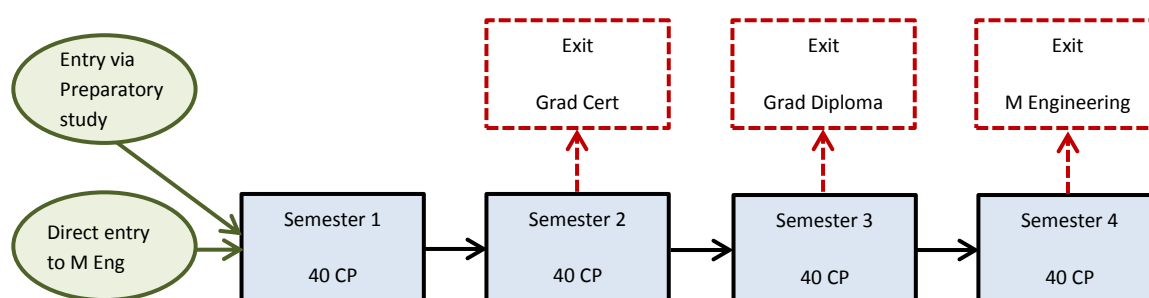 Entry via
Preparatory
study
Direct entry
to M Eng
Exit
Grad Cert
Exit
Grad Diploma
Exit
M Engineering
Semester 1
40 CP
Semester 2
40 CP
Semester 3
40 CP
Semester 4
40 CP